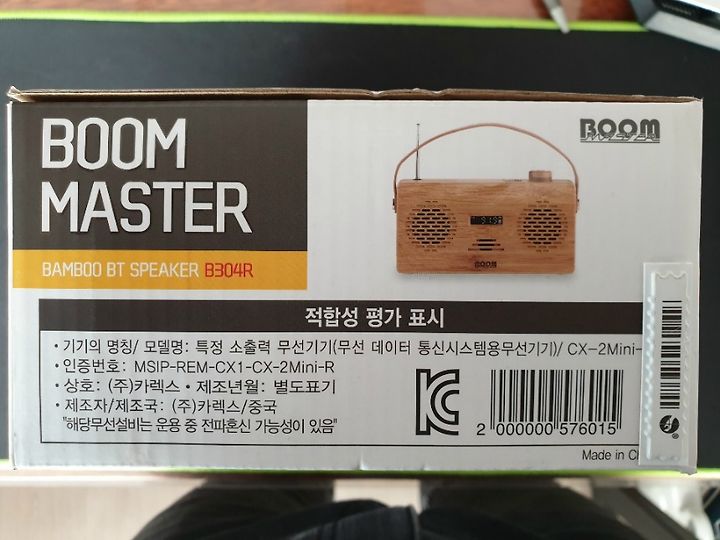 BOOM
MASTER
BAMBOO BT SPEAKER B304R
BOOM
MASTER
BOOM
적합성 평가 표시
• 기기의 명칭/ 모델명: 특정 소출력 무선기기(무선 데이터 통신시스템용무선기기)/ CX-2Mini-
• 인증번호: MSIP-REM-CX1-CX-2Mini-R
• 상호: (주)카렉스 • 제조년월: 별도표기
• 제조자/제조국: (주)카렉스/중국
"해당무선설비는 운용 중 전파혼신 가능성이 있음"
2 000000 576015
Made in Ch